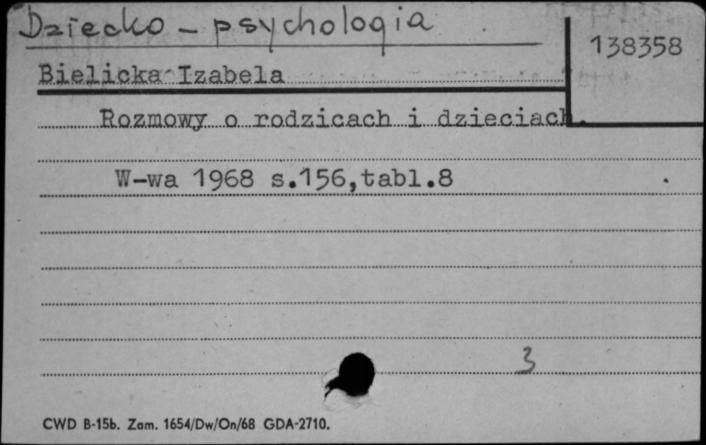 Dziecko - psychologia
138358
Bielicka Izabela
Rozmowy o rodzicach i dzieciach.
W-wa 1968 s.156,tabl.8
3
CWD B-15b. Zam. 1654/Dw/On/68 GDA-2710.